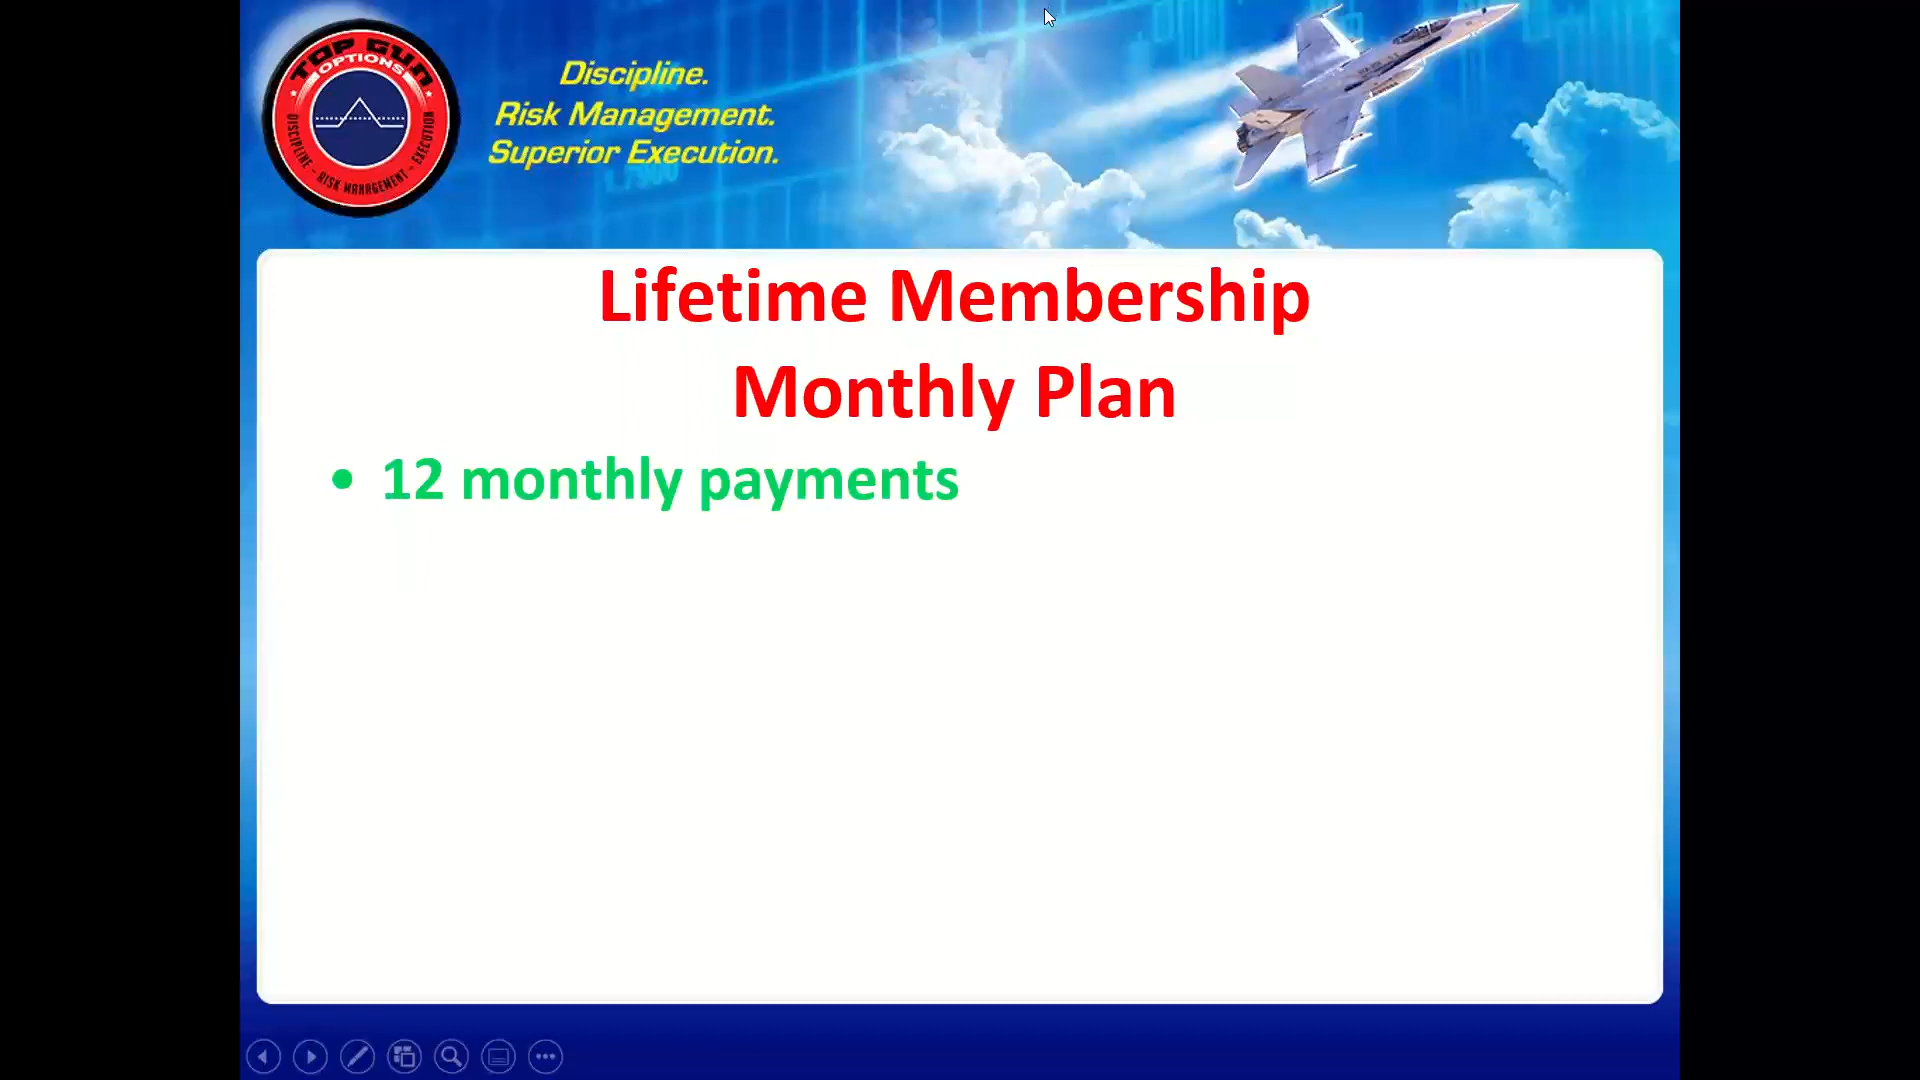 TOP GUN
OPTIONS
DISCIPLINE - RISK MANAGEMENT - EXECUTION
Discipline.
Risk Management.
Superior Execution.
Lifetime Membership
Monthly Plan
• 12 monthly payments